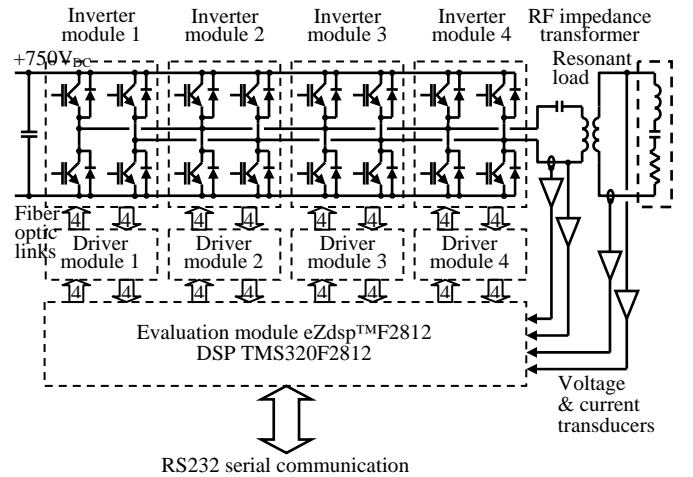 Inverter module 1
Inverter module 2
Inverter module 3
Inverter module 4
RF impedance transformer
Resonant load
+750VDC
Fiber optic links
4 4 4 4 4 4 4 4
Driver module 1
Driver module 2
Driver module 3
Driver module 4
4 4 4 4 4 4 4 4
Evaluation module eZdsp™F2812
DSP TMS320F2812
Voltage & current transducers
RS232 serial communication